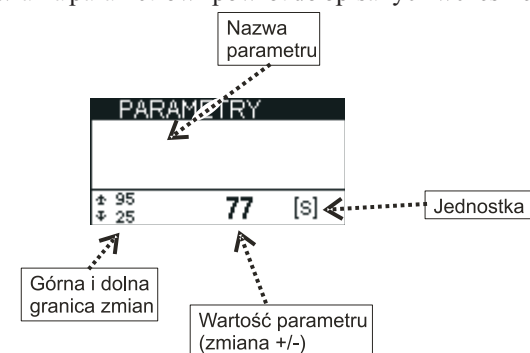 Nazwa
parametru
PARAMETRY
95
25
77
[s]
Jednostka
Górna i dolna
granica zmian
Wartość parametru
(zmiana +/-)